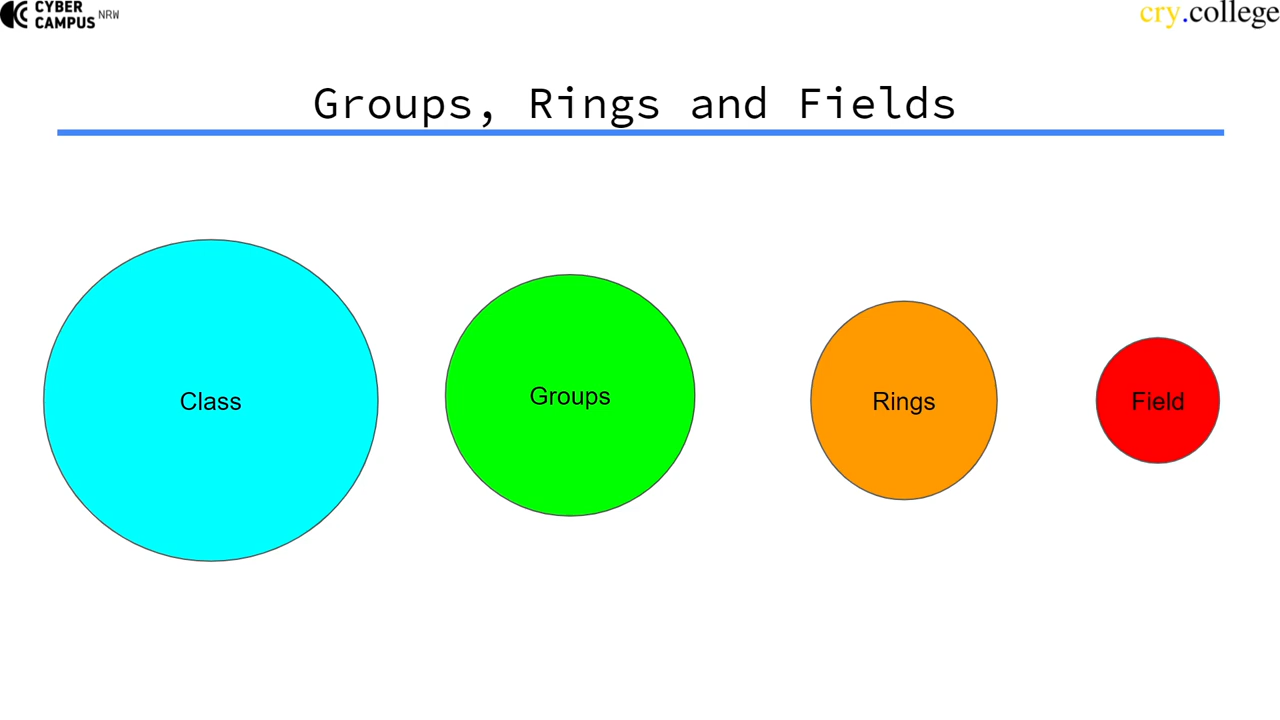 CYBER
CAMPUS NRW
cry.college
Groups, Rings and Fields
Class
Groups
Rings
Field